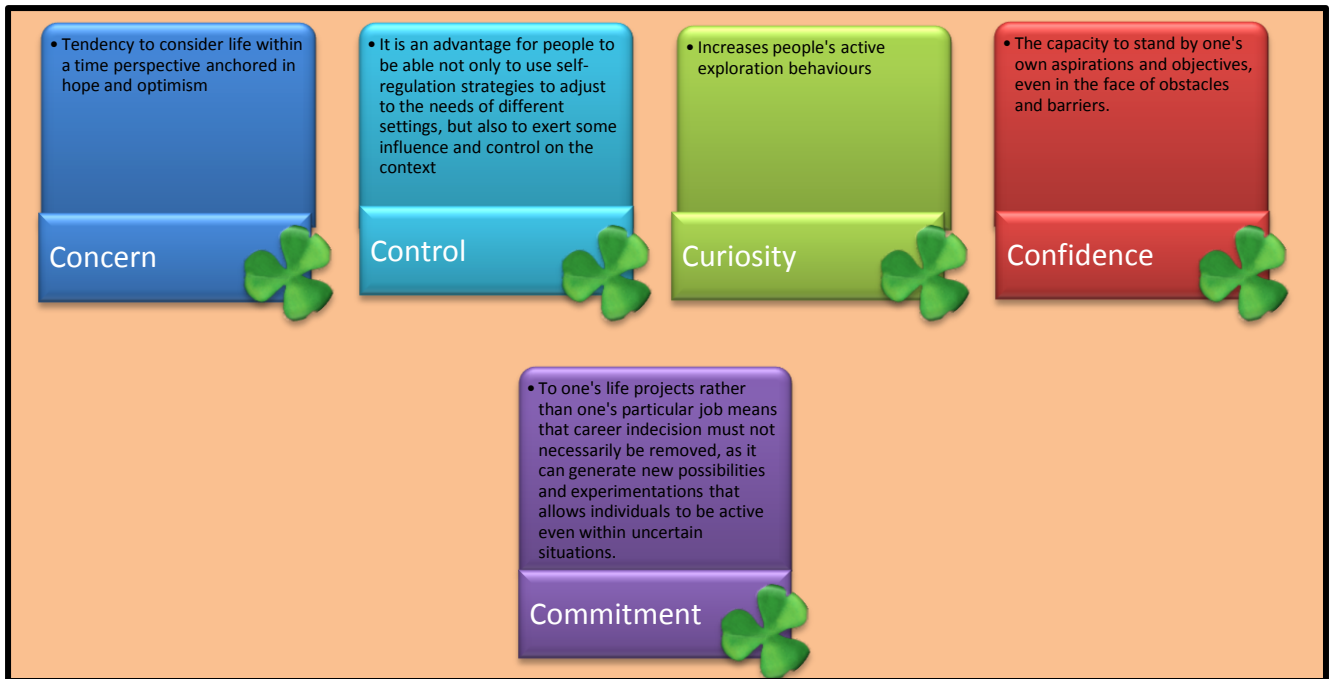 • Tendency to consider life within
a time perspective anchored in
hope and optimism
Concern
• It is an advantage for people to
be able not only to use self-
regulation strategies to adjust
to the needs of different
settings, but also to exert some
influence and control on the
context
Control
• Increases people's active
exploration behaviours
Curiosity
• The capacity to stand by one's
own aspirations and objectives,
even in the face of obstacles
and barriers.
Confidence
• To one's life projects rather
than one's particular job means
that career indecision must not
necessarily be removed, as it
can generate new possibilities
and experimentations that
allows individuals to be active
even within uncertain
situations.
Commitment